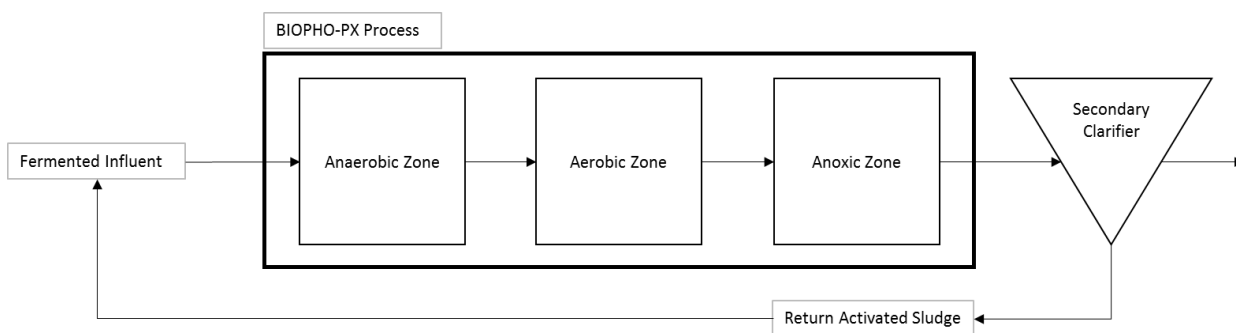 BIOPHO-PX Process
Fermented Influent
Anaerobic Zone
Aerobic Zone
Anoxic Zone
Secondary
Clarifier
Return Activated Sludge